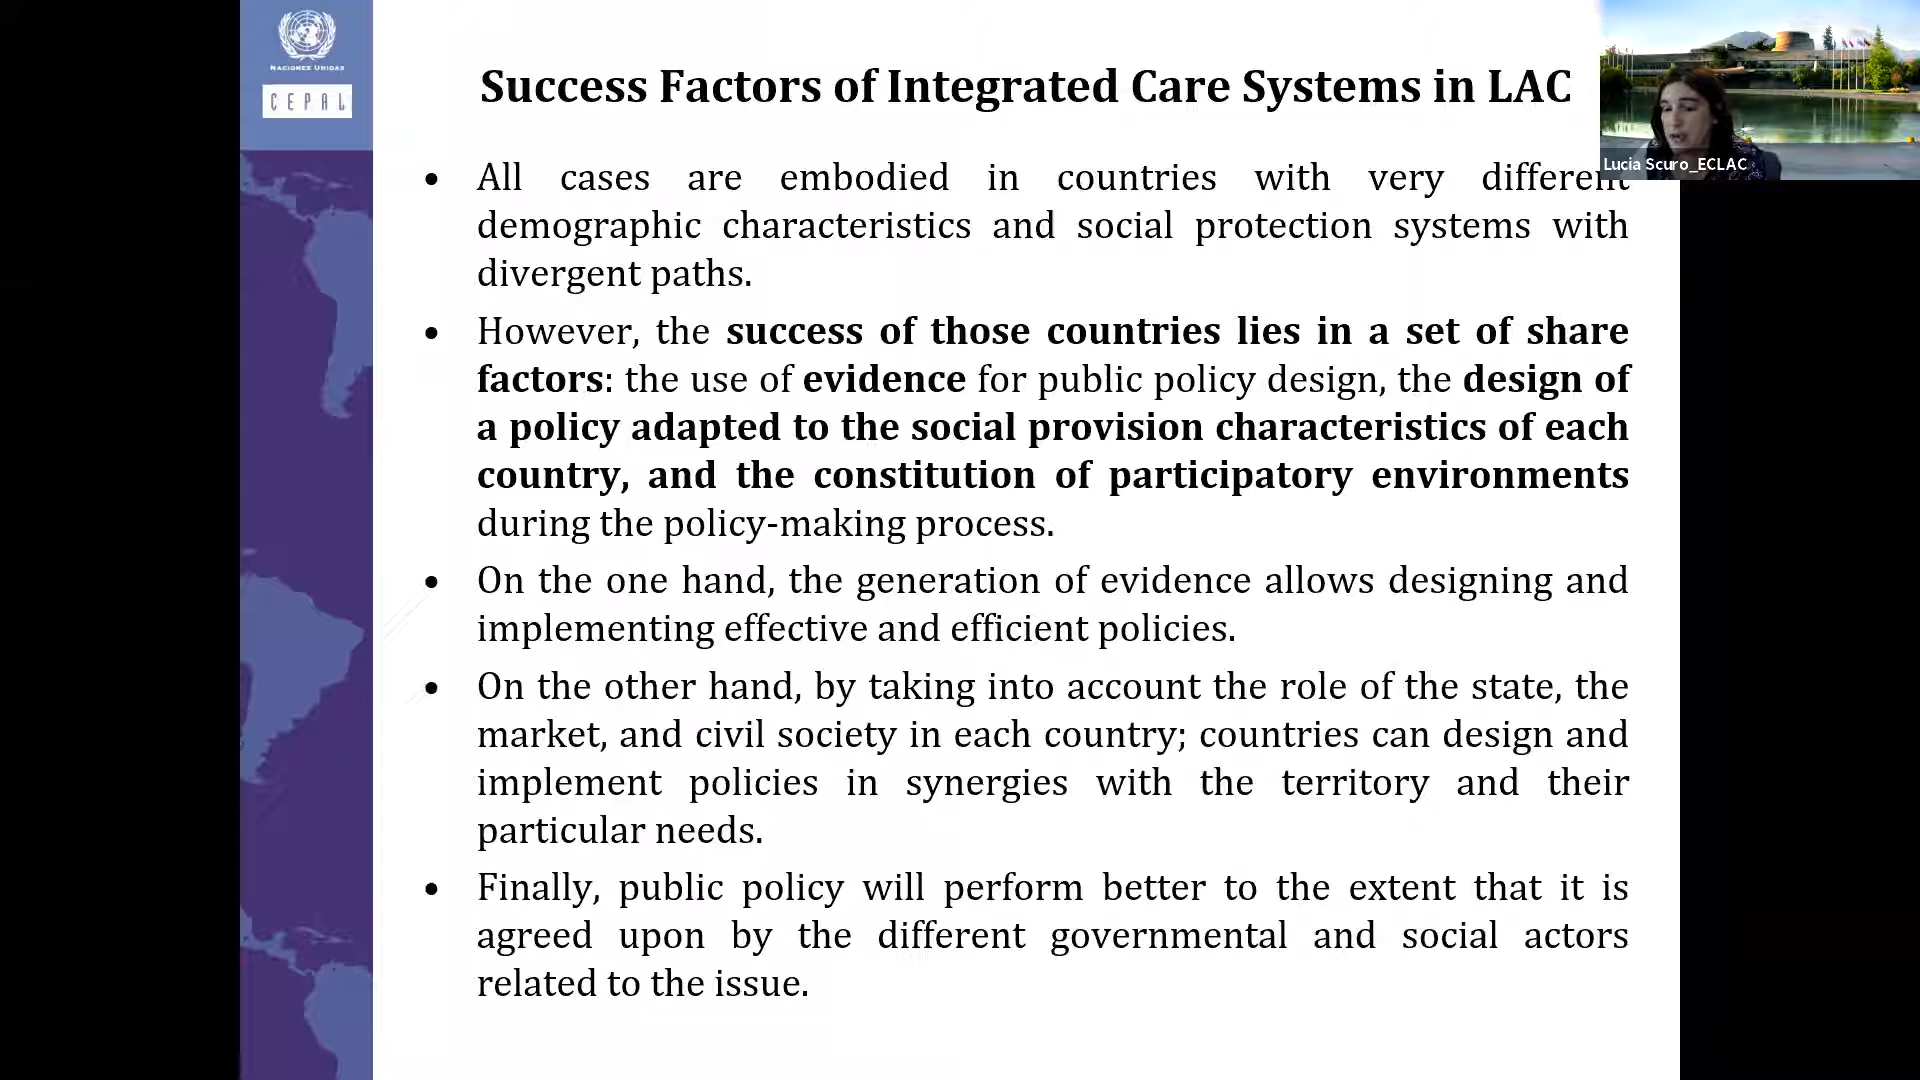 NACIONES UNIDAS
CEPAL
Success Factors of Integrated Care Systems in LAC
Lucia Scuro_ECLAC
• All cases are embodied in countries with very different
demographic characteristics and social protection systems with
divergent paths.
• However, the success of those countries lies in a set of share
factors: the use of evidence for public policy design, the design of
a policy adapted to the social provision characteristics of each
country, and the constitution of participatory environments
during the policy-making process.
• On the one hand, the generation of evidence allows designing and
implementing effective and efficient policies.
• On the other hand, by taking into account the role of the state, the
market, and civil society in each country; countries can design and
implement policies in synergies with the territory and their
particular needs.
• Finally, public policy will perform better to the extent that it is
agreed upon by the different governmental and social actors
related to the issue.